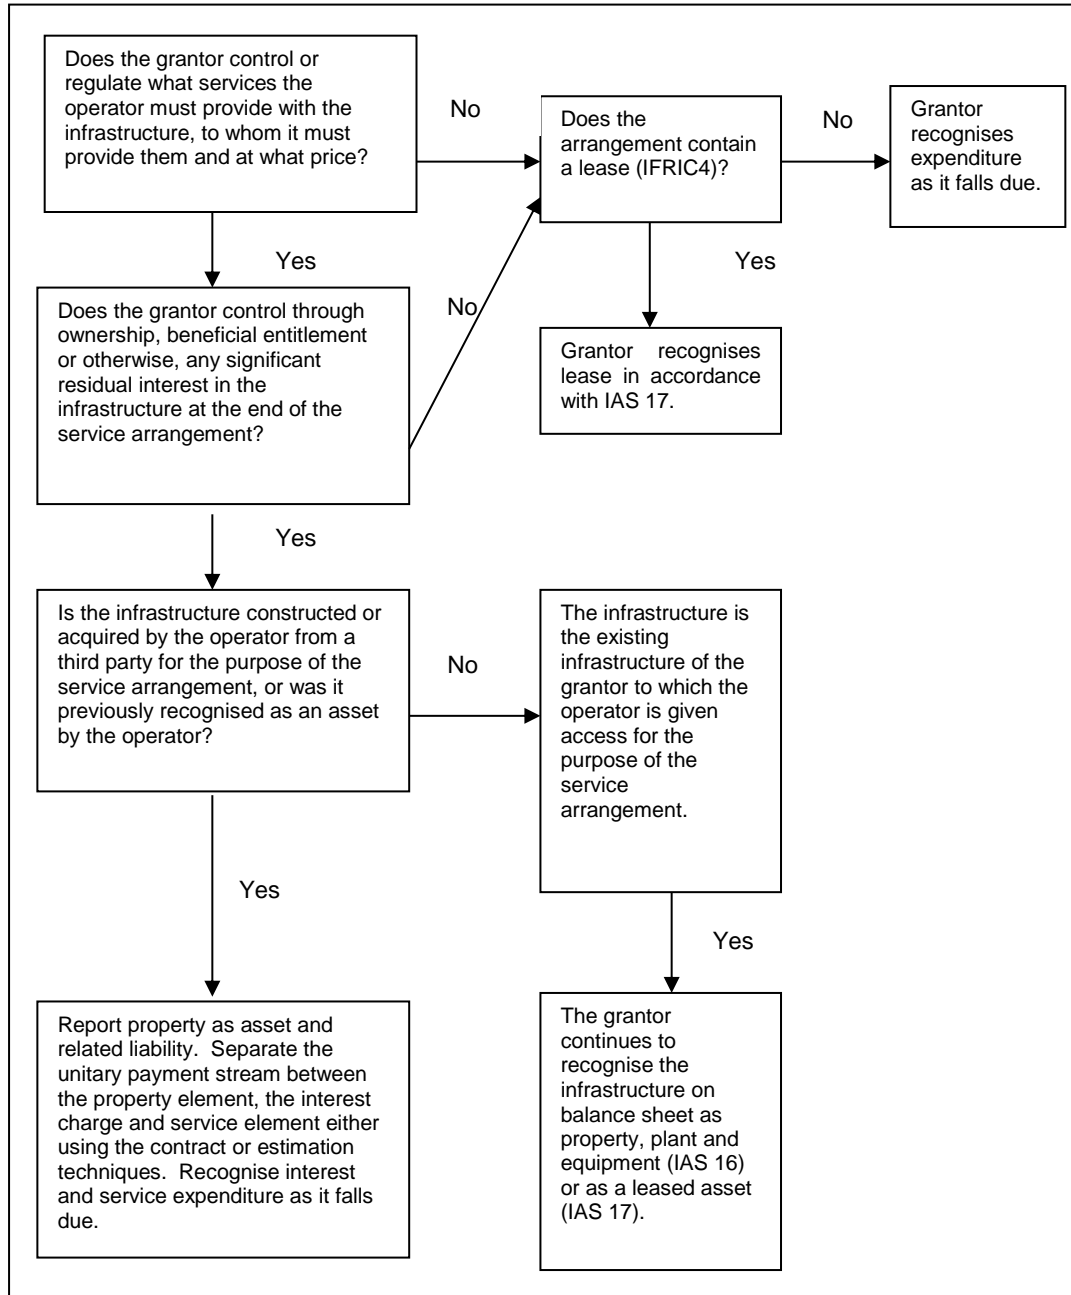 Does the grantor control or
regulate what services the
operator must provide with the
infrastructure, to whom it must
provide them and at what price?
No
Does the
arrangement contain
a lease (IFRIC4)?
No
Grantor
recognises
expenditure
as it falls due.
Yes
Yes
Does the grantor control through
ownership, beneficial entitlement
or otherwise, any significant
residual interest in the
infrastructure at the end of the
service arrangement?
No
Grantor recognises
lease in accordance
with IAS 17.
Yes
Is the infrastructure constructed or
acquired by the operator from a
third party for the purpose of the
service arrangement, or was it
previously recognised as an asset
by the operator?
No
The infrastructure is
the existing
infrastructure of the
grantor to which the
operator is given
access for the
purpose of the
service
arrangement.
Yes
Yes
Report property as asset and
related liability.  Separate the
unitary payment stream between
the property element, the interest
charge and service element either
using the contract or estimation
techniques.  Recognise interest
and service expenditure as it falls
due.
The grantor
continues to
recognise the
infrastructure on
balance sheet as
property, plant and
equipment (IAS 16)
or as a leased asset
(IAS 17).